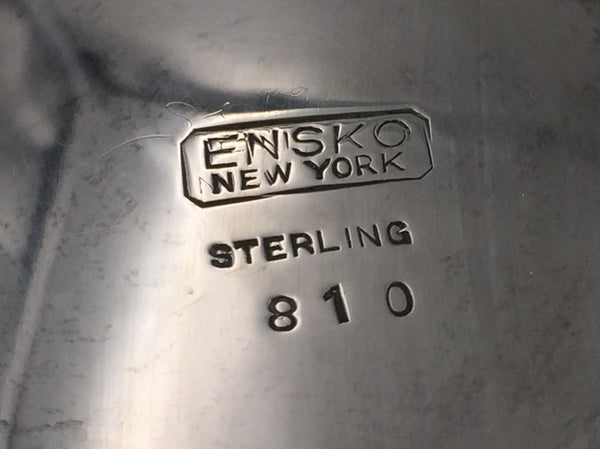 ENSKO
NEW YORK
STERLING
810